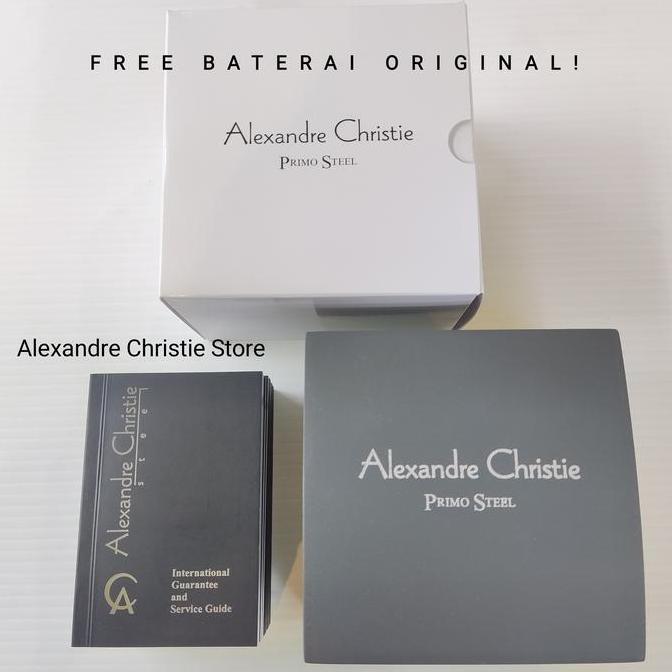 FREE BATERAI ORIGINAL!
Alexandre Christie
PRIMO STEEL
Alexandre Christie Store
Alexandre Christie
steel
CA
International
Guarantee
and
Service Guide
Alexandre Christie
PRIMO STEEL